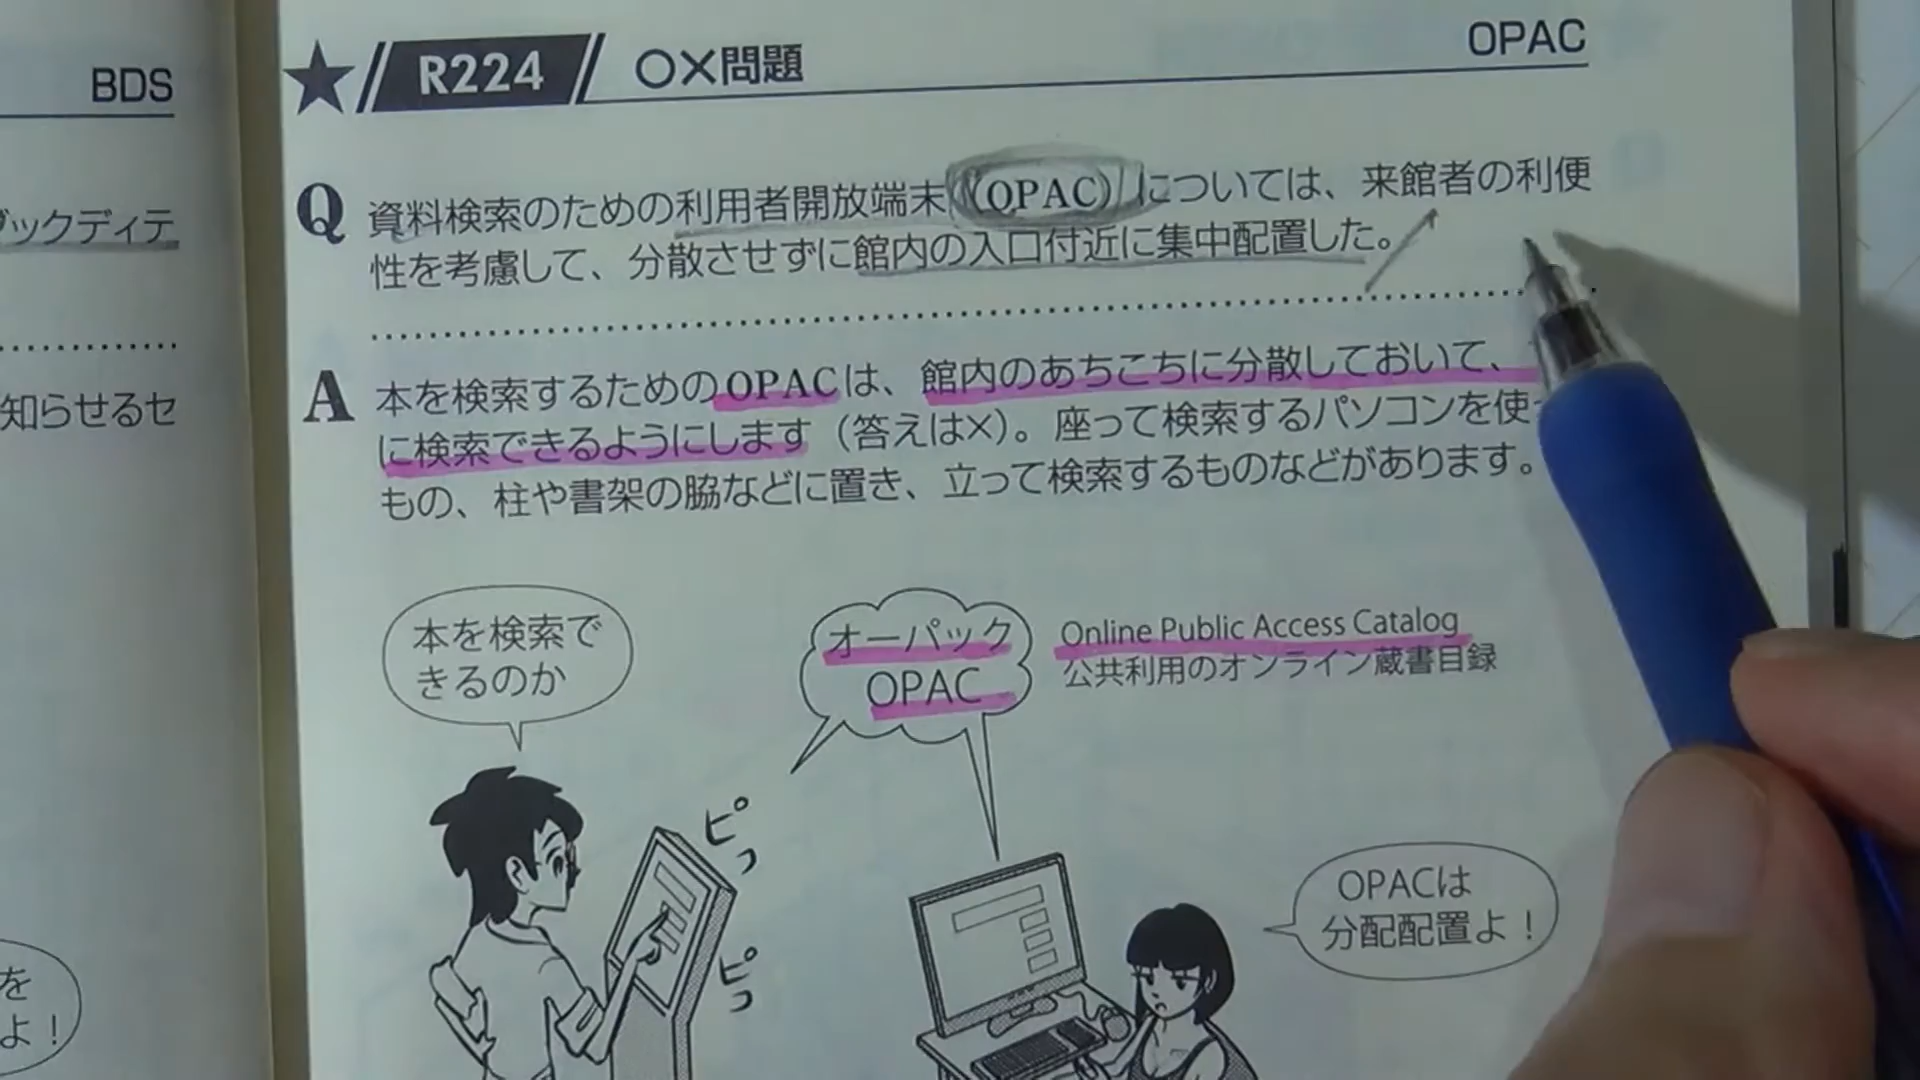 BDS
ブックディテ
知らせるセ
を
よ！
★ R224 ○×問題
OPAC
Q 資料検索のための利用者開放端末（OPAC）については、来館者の利便
性を考慮して、分散させずに館内の入口付近に集中配置した。
A 本を検索するためのOPACは、館内のあちこちに分散しておいて、
に検索できるようにします（答えは×）。座って検索するパソコンを使っ
もの、柱や書架の脇などに置き、立って検索するものなどがあります。
本を検索で
きるのか
オーパック
OPAC
Online Public Access Catalog
公共利用のオンライン蔵書目録
ピッ
ピッ
OPACは
分配配置よ！